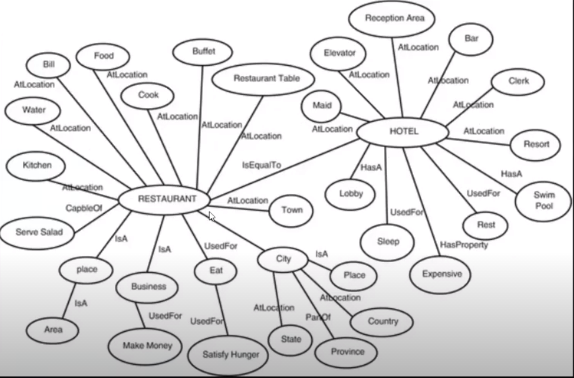 Reception Area
Bar
Elevator
AtLocation
Food
Buffet
Bill
AtLocation
AtLocation
Restaurant Table
AtLocation
AtLocation
Clerk
Cook
Maid
AtLocation
Water
AtLocation
AtLocation
AtLocation
AtLocation
AtLocation
AtLocation
HOTEL
AtLocation
Resort
Kitchen
IsEqualTo
HasA
HasA
AtLocation
RESTAURANT
AtLocation
Lobby
UsedFor
Swim
Pool
CapbleOf
Town
UsedFor
Rest
Serve Salad
IsA
IsA
UsedFor
Sleep
HasProperty
City
IsA
place
Eat
Place
Expensive
Business
IsA
AtLocation
AtLocation
PartOf
UsedFor
UsedFor
Country
Area
State
Make Money
Satisfy Hunger
Province